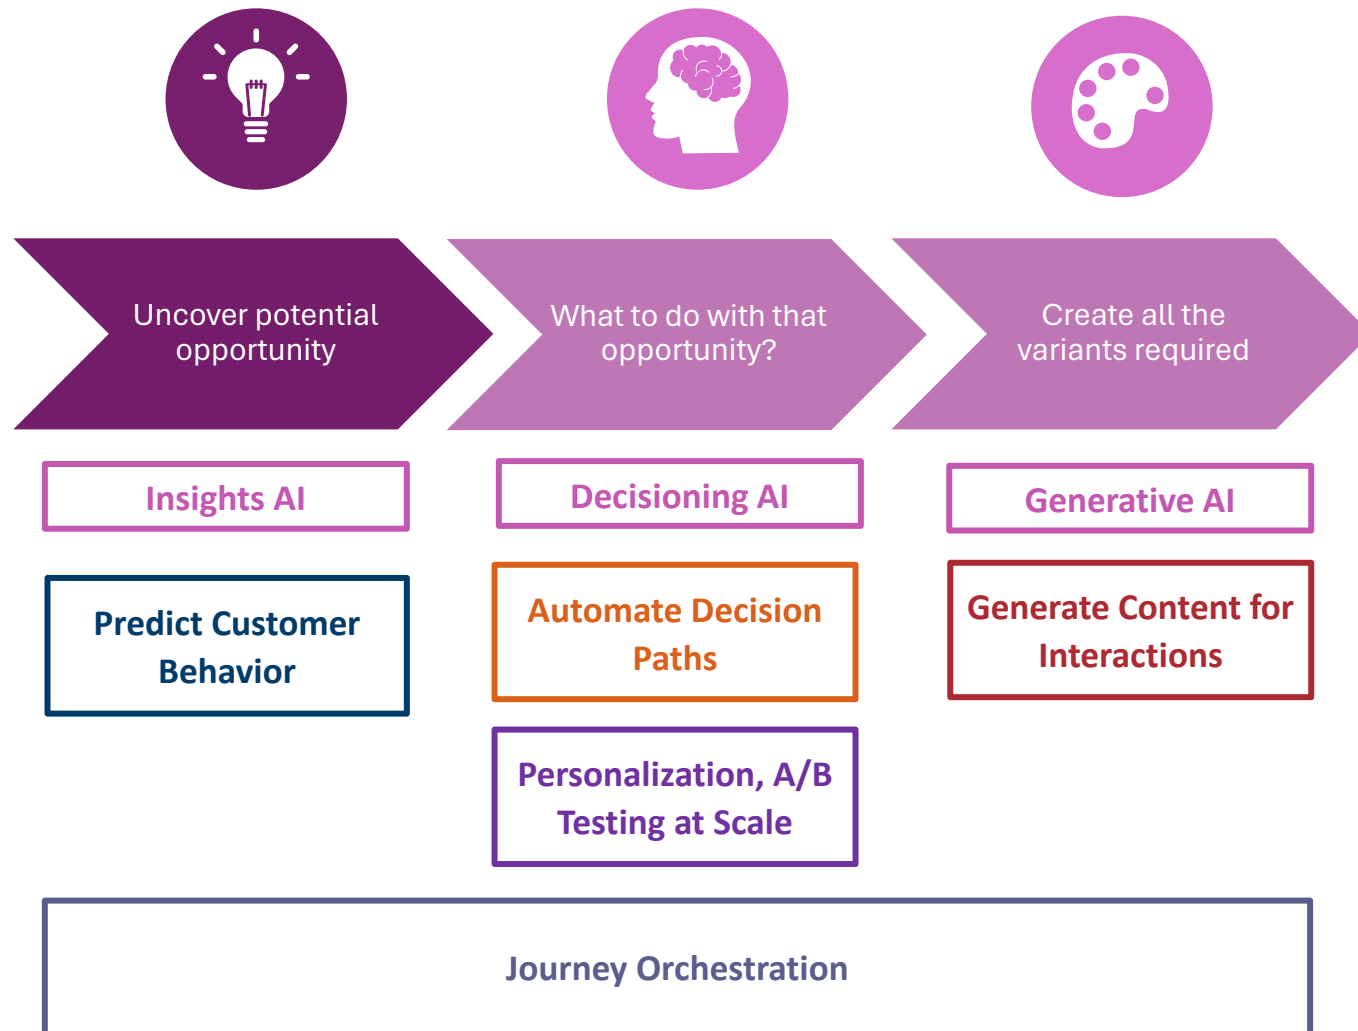 Uncover potential
opportunity
What to do with that
opportunity?
Create all the
variants required
Insights AI
Decisioning AI
Generative AI
Predict Customer
Behavior
Automate Decision
Paths
Generate Content for
Interactions
Personalization, A/B
Testing at Scale
Journey Orchestration